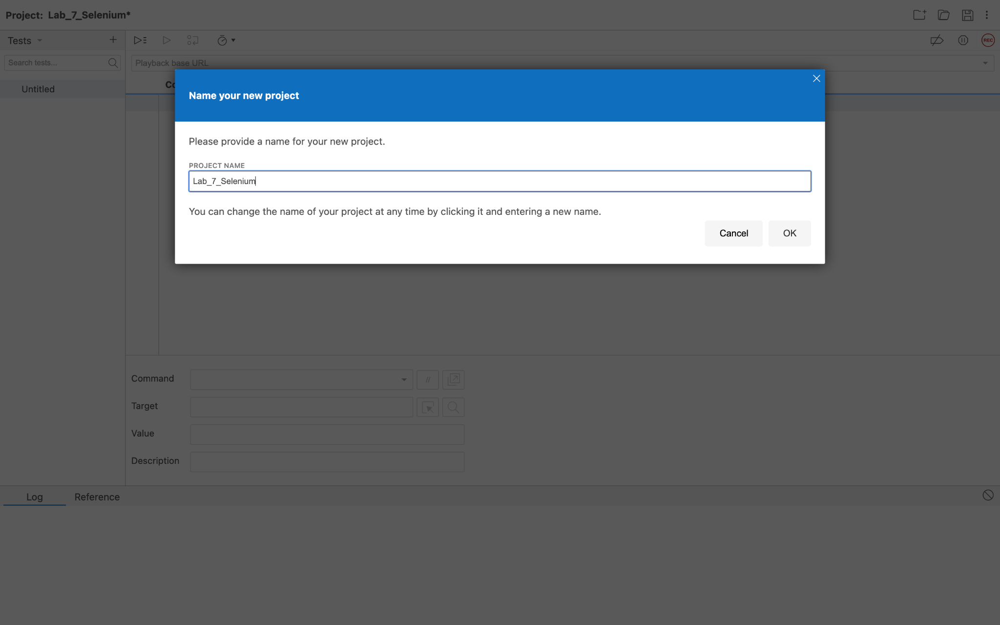 Project: Lab_7_Selenium*
Tests
REC
Search tests...
Playback base URL
Untitled
Name your new project
Please provide a name for your new project.
PROJECT NAME
Lab_7_Selenium
You can change the name of your project at any time by clicking it and entering a new name.
Cancel OK
Command //
Target
Value
Description
Log Reference